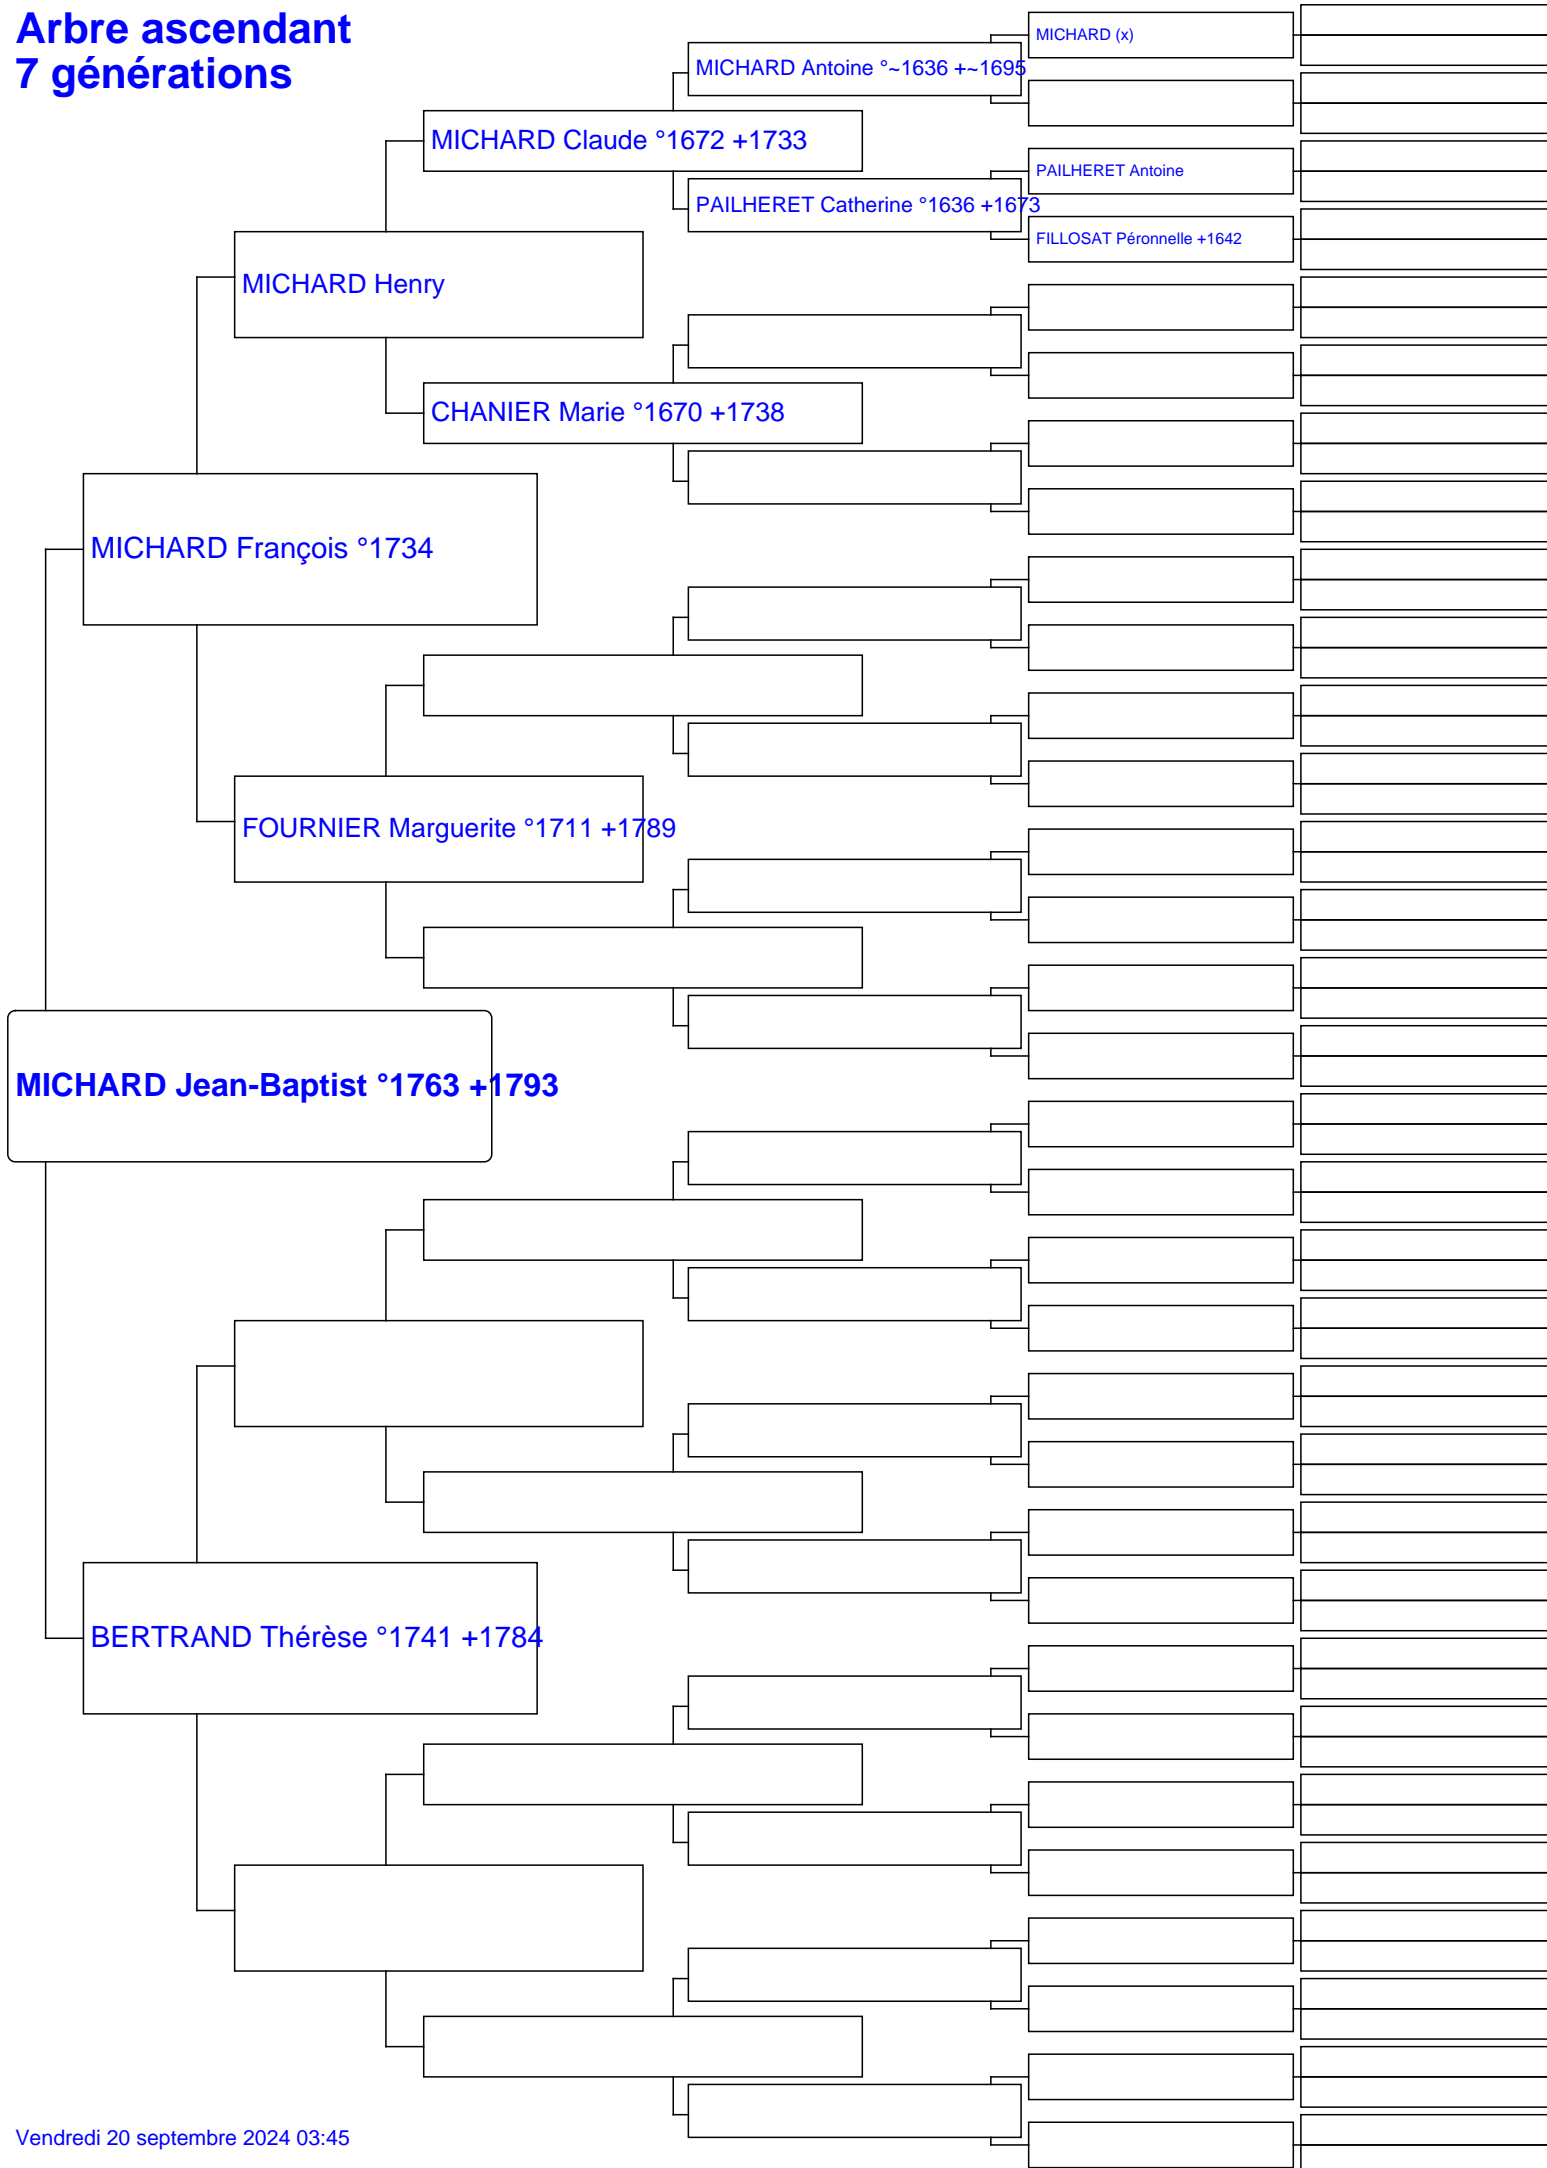 Arbre ascendant
7 générations
MICHARD (x)
MICHARD Antoine °~1636 +~1695
MICHARD Claude °1672 +1733
PAILHERET Antoine
PAILHERET Catherine °1636 +1673
FILLOSAT Péronnelle +1642
MICHARD Henry
CHANIER Marie °1670 +1738
MICHARD François °1734
FOURNIER Marguerite °1711 +1789
MICHARD Jean-Baptist °1763 +1793
BERTRAND Thérèse °1741 +1784
Vendredi 20 septembre 2024 03:45